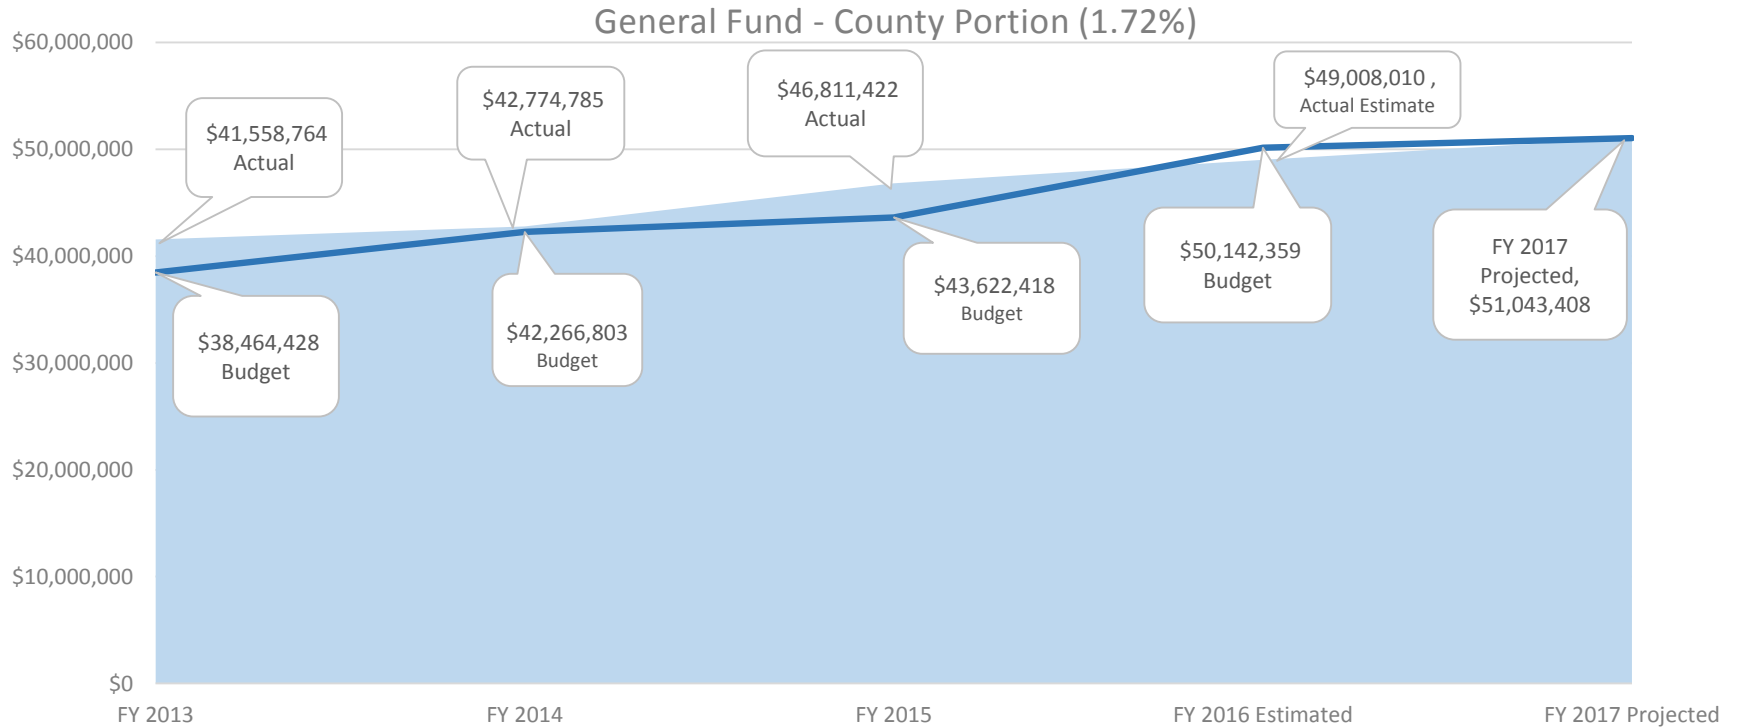 General Fund - County Portion (1.72%)
$60,000,000
$50,000,000
$40,000,000
$30,000,000
$20,000,000
$10,000,000
$0
$41,558,764
Actual
$42,774,785
Actual
$46,811,422
Actual
$49,008,010 ,
Actual Estimate
$38,464,428
Budget
$42,266,803
Budget
$43,622,418
Budget
$50,142,359
Budget
FY 2017
Projected,
$51,043,408
FY 2013
FY 2014
FY 2015
FY 2016 Estimated
FY 2017 Projected